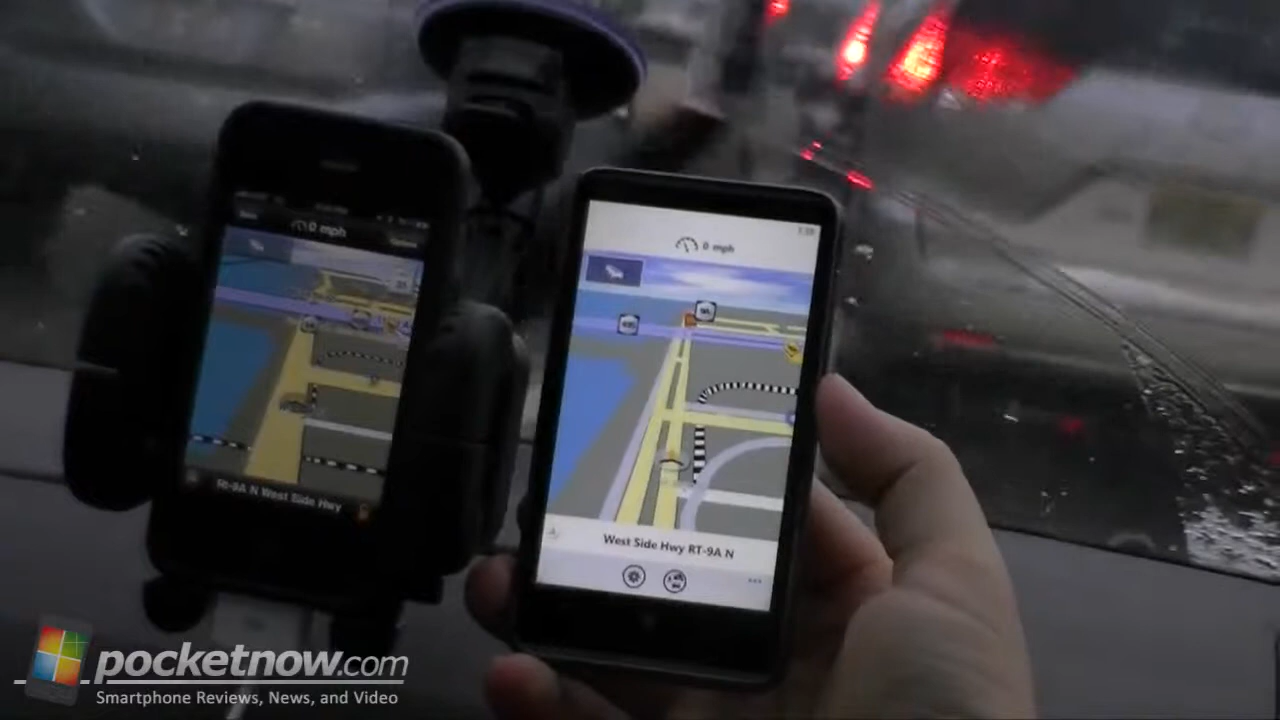 0 mph
Rt-9A N West Side Hwy
0 mph
West Side Hwy RT-9A N
pocketnow.com
Smartphone Reviews, News, and Video